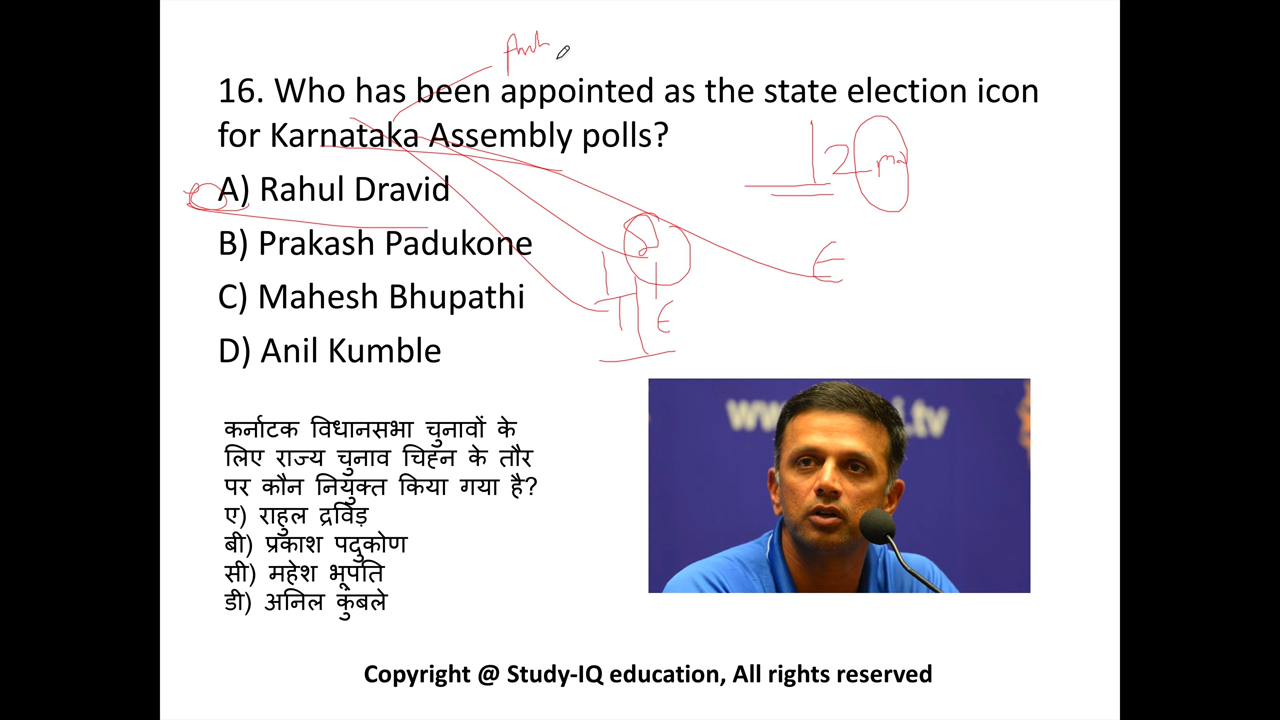 16. Who has been appointed as the state election icon
for Karnataka Assembly polls?
A) Rahul Dravid
B) Prakash Padukone
C) Mahesh Bhupathi
D) Anil Kumble
12 may
E
E
कर्नाटक विधानसभा चुनावों के
लिए राज्य चुनाव चिह्न के तौर
पर कौन नियुक्त किया गया है?
ए) राहुल द्रविड़
बी) प्रकाश पदुकोण
सी) महेश भूपति
डी) अनिल कुंबले
Copyright @ Study-IQ education, All rights reserved